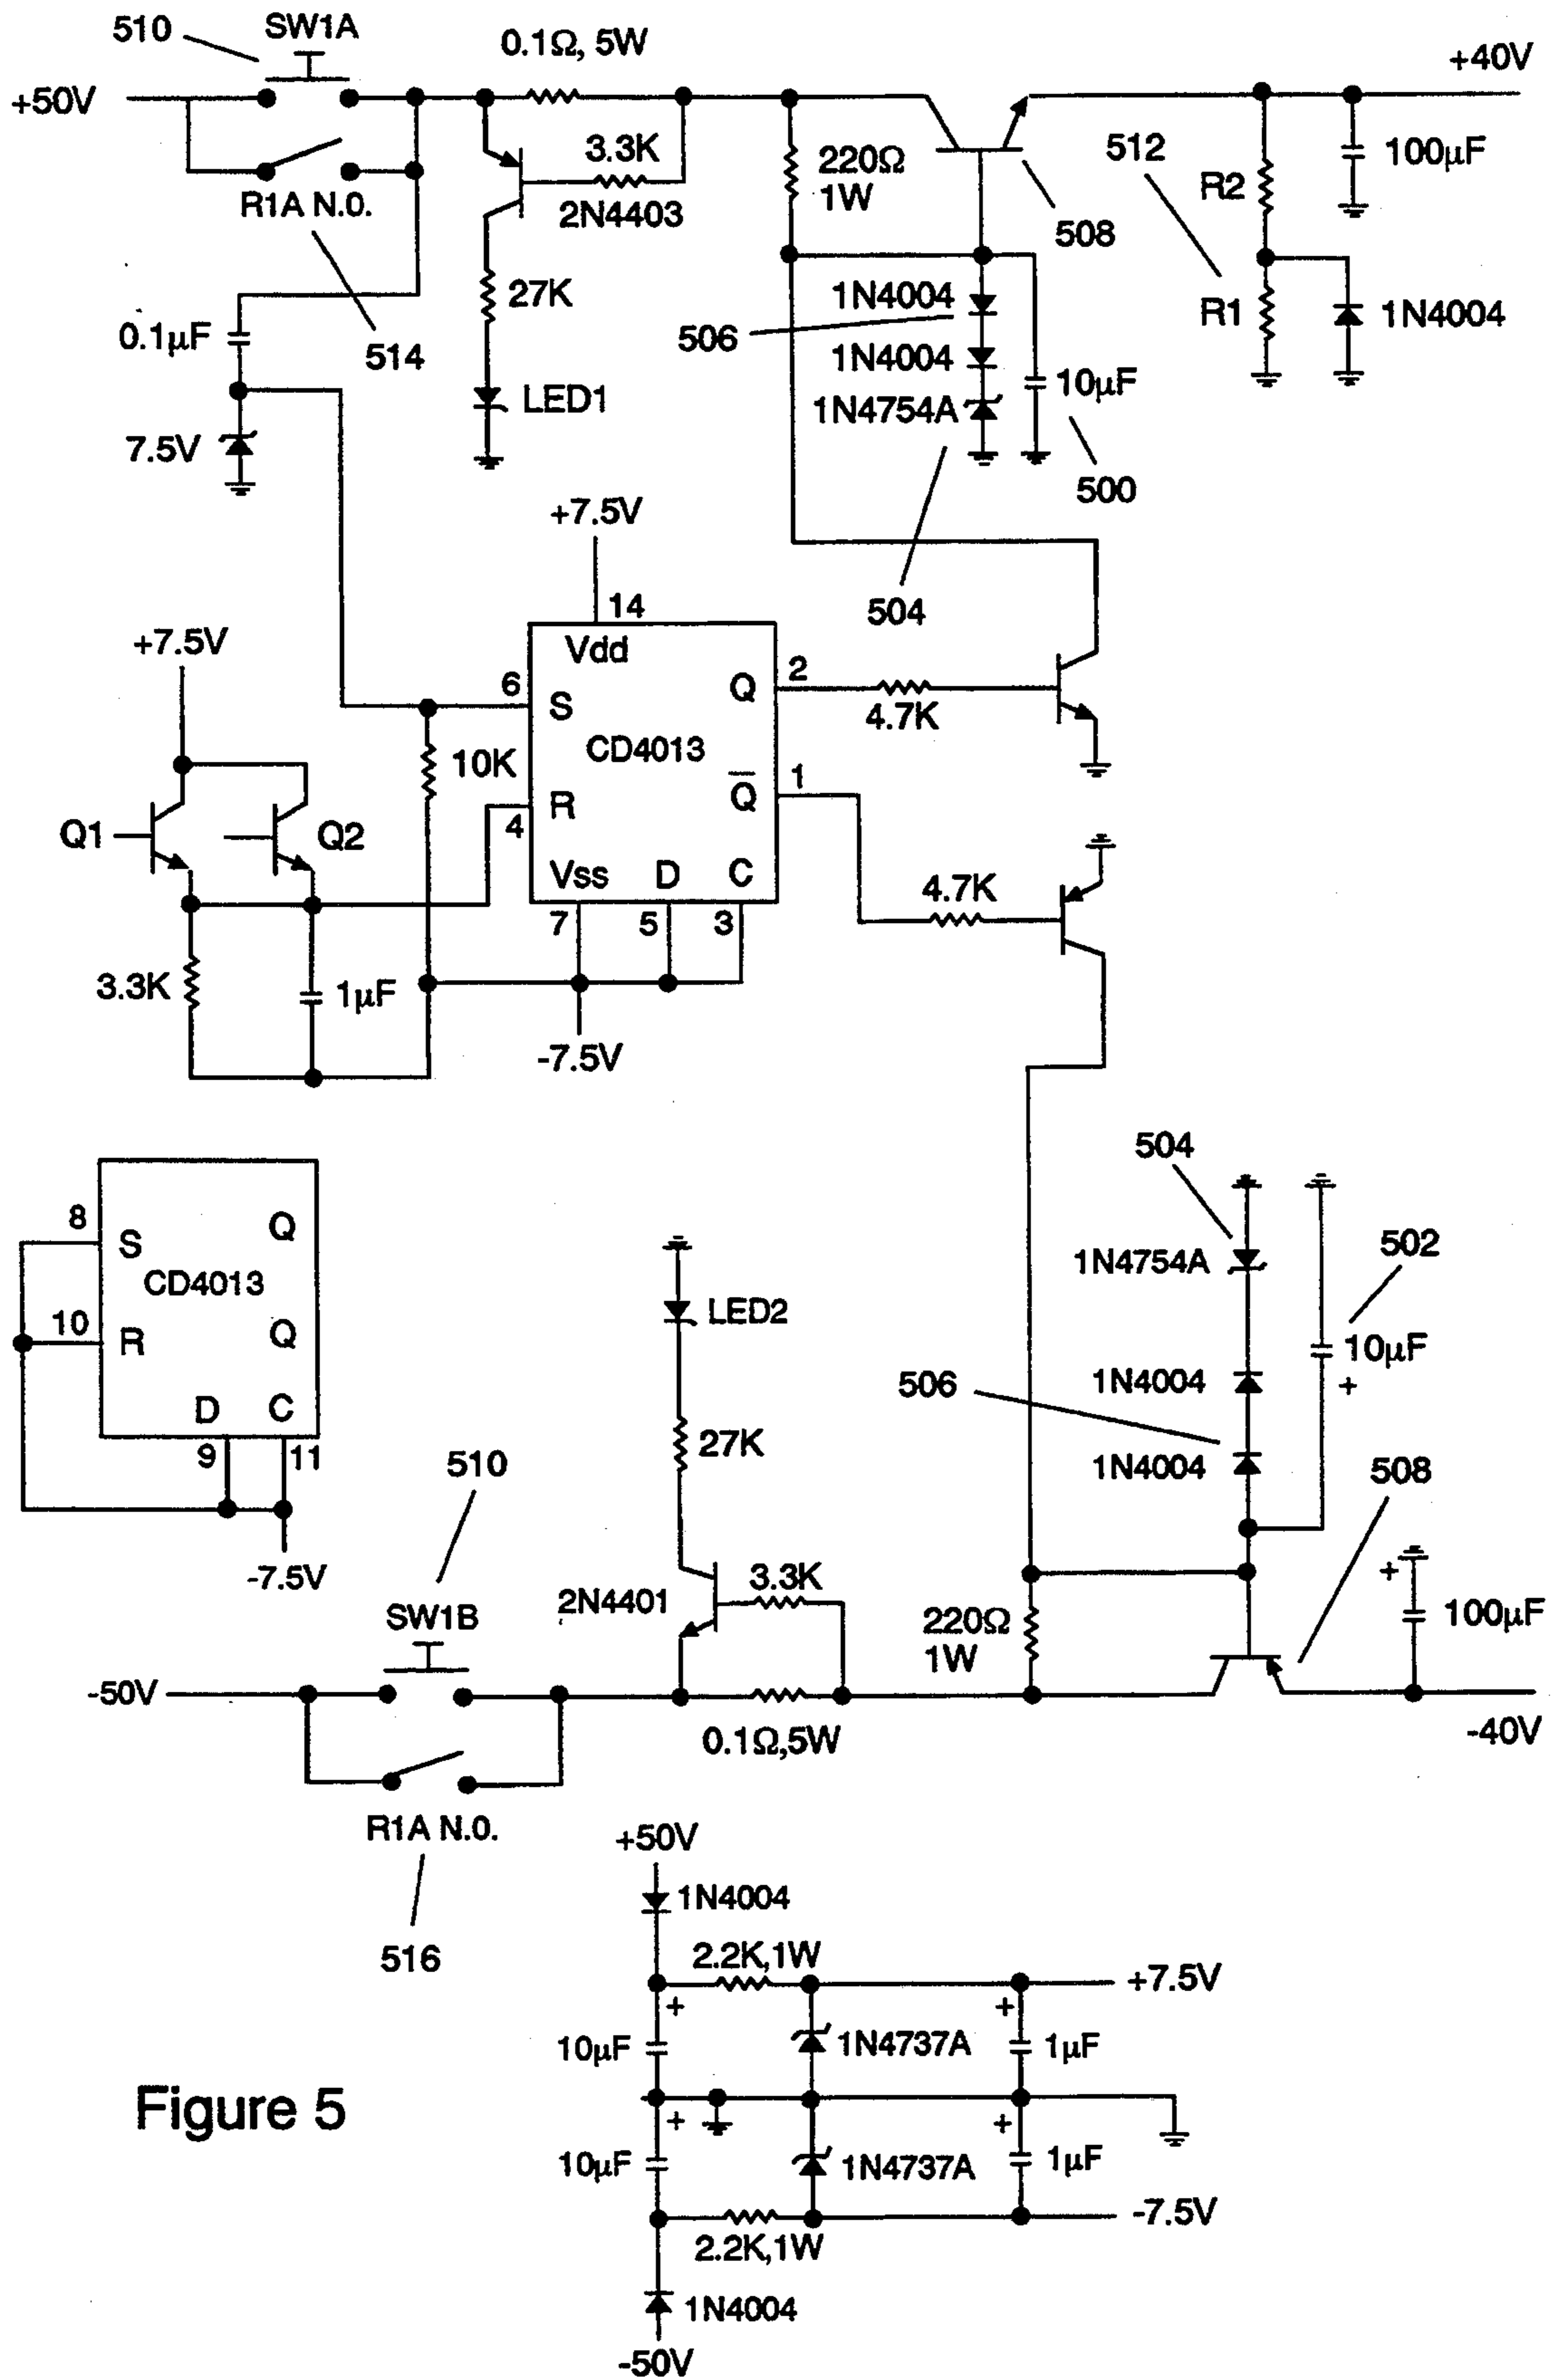 510
SW1A
0.1Ω, 5W
+40V
+50V
3.3K
220Ω
1W
512
100µF
R2
R1A N.0.
2N4403
508
27K
1N4004
506
R1
1N4004
0.1µF
514
1N4004
10µF
LED1
1N4754A
7.5V
500
+7.5V
504
14
+7.5V
Vdd
6
S
Q
2
4.7K
CD4013
10K
1
R
Q
4
Q1
Q2
Vss
D
C
4.7K
7
5
3
3.3K
1µF
-7.5V
504
8
S
Q
CD4013
1N4754A
502
LED2
10
R
Q
10µF
+
506
1N4004
D
C
27K
9
11
510
1N4004
508
-7.5V
2N4401
3.3K
+
SW1B
220Ω
1W
100µF
-50V
0.1Ω,5W
-40V
R1A N.0.
+50V
1N4004
516
2.2K,1W
+7.5V
+
+
10µF
1N4737A
1µF
Figure 5
+
+
10µF
1N4737A
1µF
-7.5V
2.2K,1W
1N4004
-50V